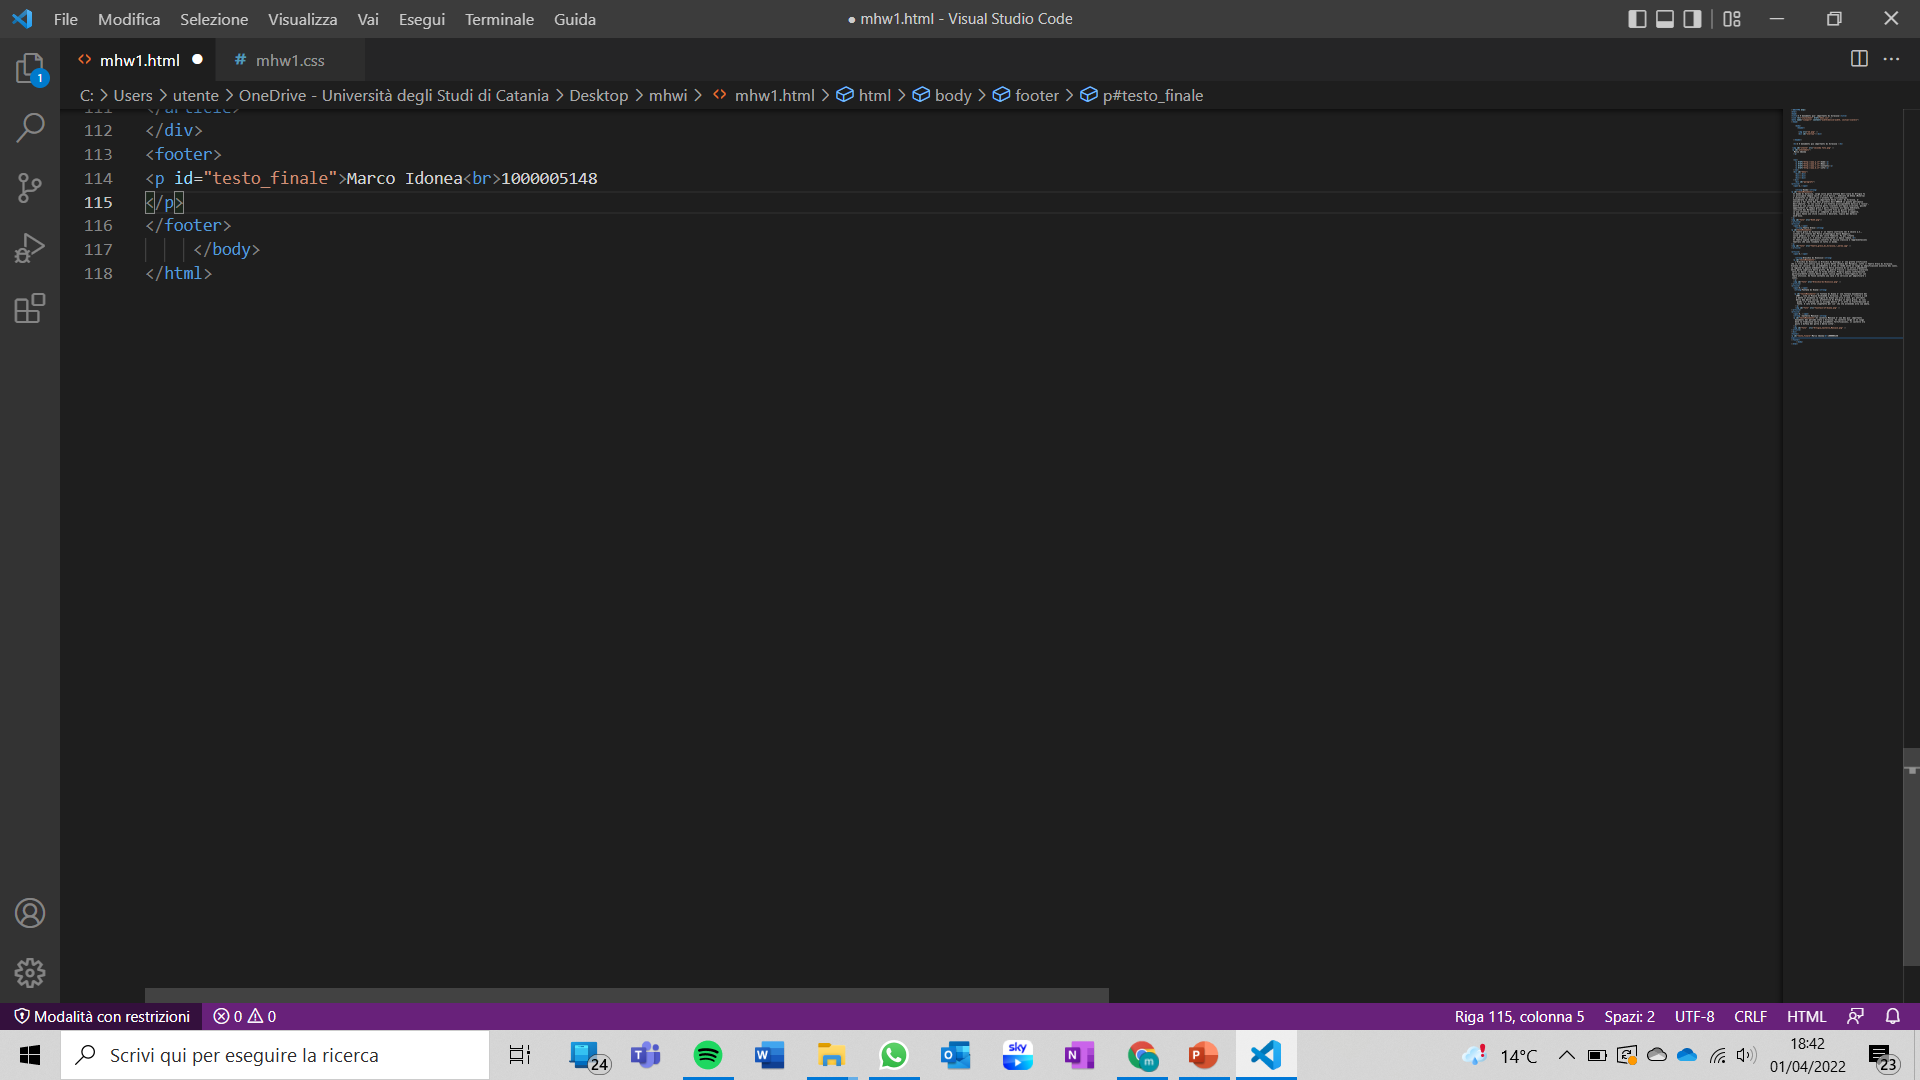 File Modifica Selezione Visualizza Vai Esegui Terminale Guida
● mhw1.html - Visual Studio Code
1
mhw1.html
# mhw1.css
C: > Users > utente > OneDrive - Università degli Studi di Catania > Desktop > mhwi > mhw1.html > html > body > footer > p#testo_finale
111 </article>
112 </div>
113 <footer>
114 <p id="testo_finale">Marco Idonea<br>1000005148
115 </p>
116 </footer>
117 </body>
118 </html>
Modalità con restrizioni 0 0
Riga 115, colonna 5 Spazi: 2 UTF-8 CRLF HTML
Scrivi qui per eseguire la ricerca
24
sky
m
14°C
18:42
01/04/2022
23